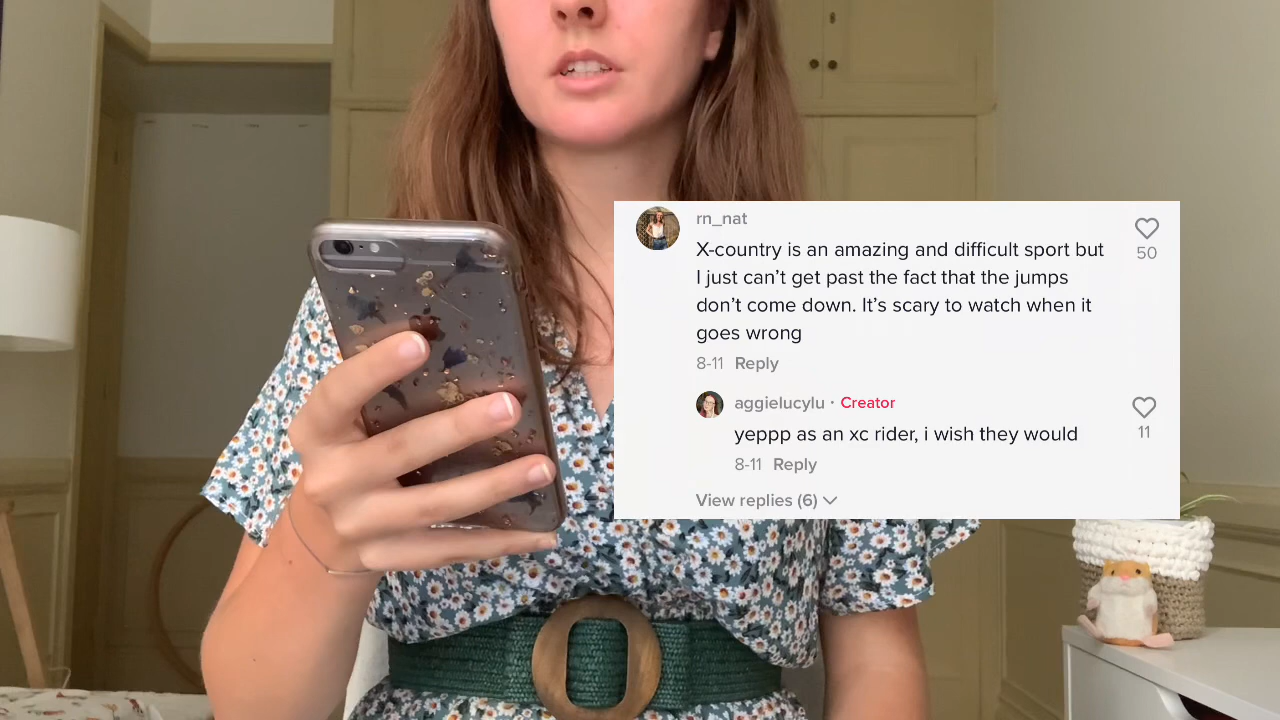 rn_nat
X-country is an amazing and difficult sport but
I just can't get past the fact that the jumps
don't come down. It's scary to watch when it
goes wrong
50
8-11 Reply
aggielucylu · Creator
yeppp as an xc rider, i wish they would
11
8-11 Reply
View replies (6)